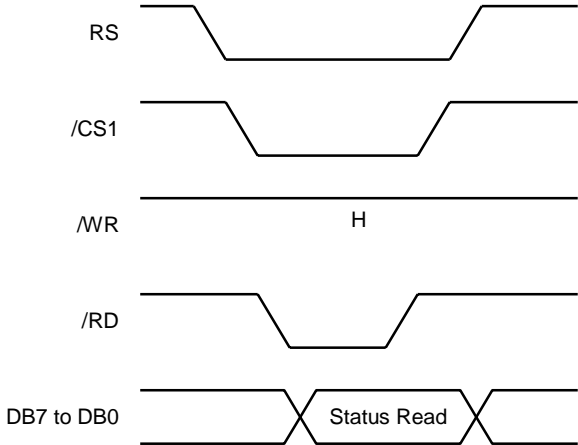 RS
/CS1
/WR
H
/RD
DB7 to DB0
Status Read